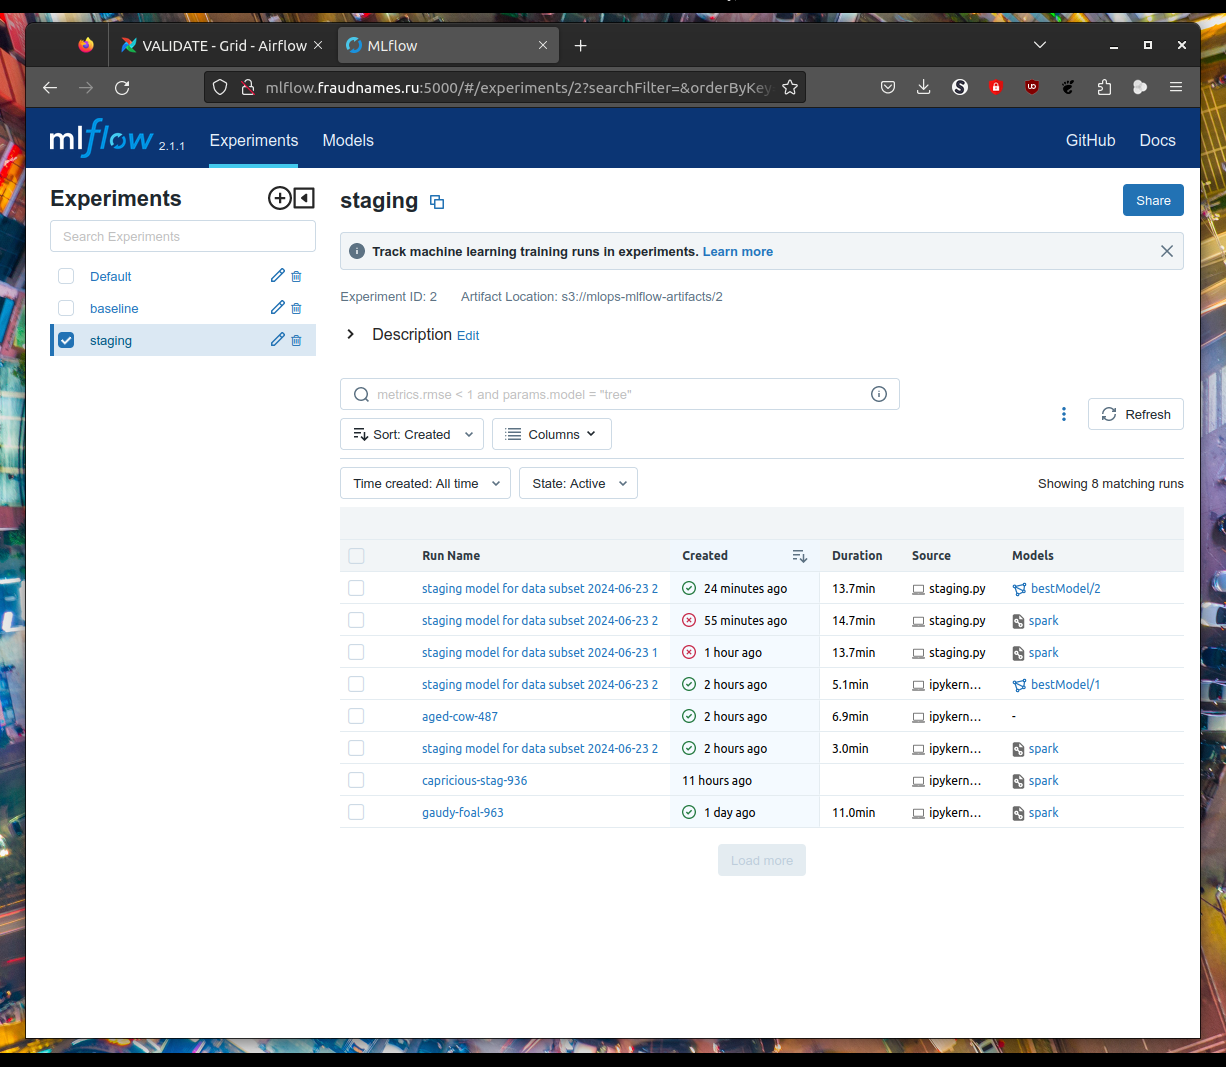 VALIDATE - Grid - Airflow
MLflow
mlflow.fraudnames.ru:5000/#/experiments/2?searchFilter=&orderByKey
mlflow 2.1.1 Experiments Models GitHub Docs
Experiments
Search Experiments
Default
baseline
staging
staging
Share
Track machine learning training runs in experiments. Learn more
Experiment ID: 2 Artifact Location: s3://mlops-mlflow-artifacts/2
Description Edit
metrics.rmse < 1 and params.model = "tree"
Refresh
Sort: Created Columns
Time created: All time State: Active Showing 8 matching runs
Run Name Created Duration Source Models
staging model for data subset 2024-06-23 2 24 minutes ago 13.7min staging.py bestModel/2
staging model for data subset 2024-06-23 2 55 minutes ago 14.7min staging.py spark
staging model for data subset 2024-06-23 1 1 hour ago 13.7min staging.py spark
staging model for data subset 2024-06-23 2 2 hours ago 5.1min ipykern... bestModel/1
aged-cow-487 2 hours ago 6.9min ipykern... -
staging model for data subset 2024-06-23 2 2 hours ago 3.0min ipykern... spark
capricious-stag-936 11 hours ago ipykern... spark
gaudy-foal-963 1 day ago 11.0min ipykern... spark
Load more